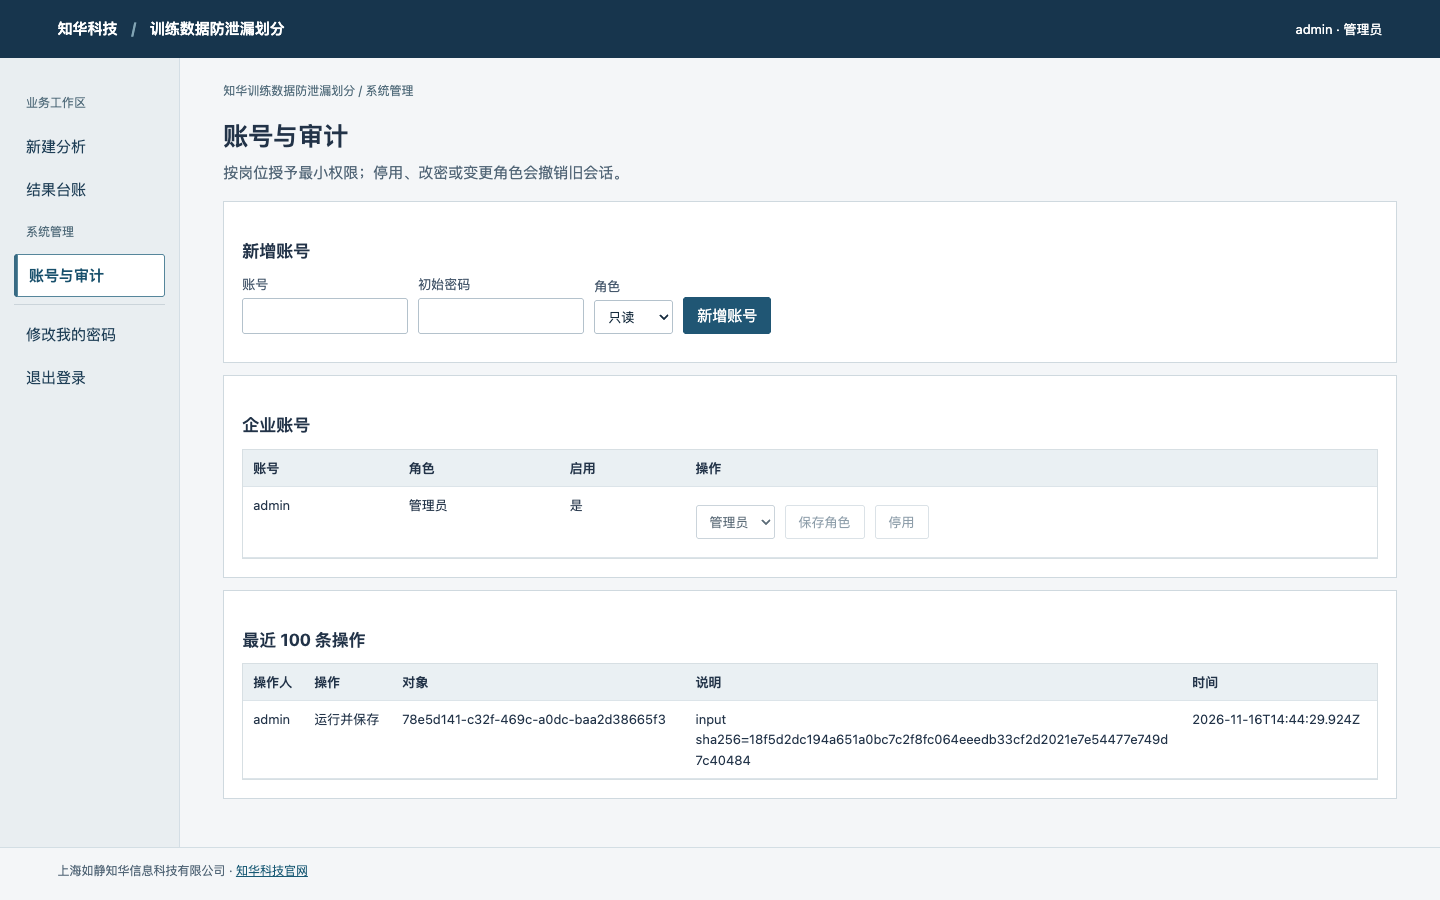 知华科技 / 训练数据防泄漏划分
admin · 管理员
业务工作区
新建分析
结果台账
系统管理
账号与审计
修改我的密码
退出登录
知华训练数据防泄漏划分 / 系统管理
账号与审计
按岗位授予最小权限；停用、改密或变更角色会撤销旧会话。
新增账号
账号 初始密码 角色
只读 新增账号
企业账号
账号 角色 启用 操作
admin 管理员 是 管理员 保存角色 停用
最近 100 条操作
操作人 操作 对象 说明 时间
admin 运行并保存 78e5d141-c32f-469c-a0dc-baa2d38665f3 input 2026-11-16T14:44:29.924Z
sha256=18f5d2dc194a651a0bc7c2f8fc064eeedb33cf2d2021e7e54477e749d
7c40484
上海如静知华信息科技有限公司 · 知华科技官网